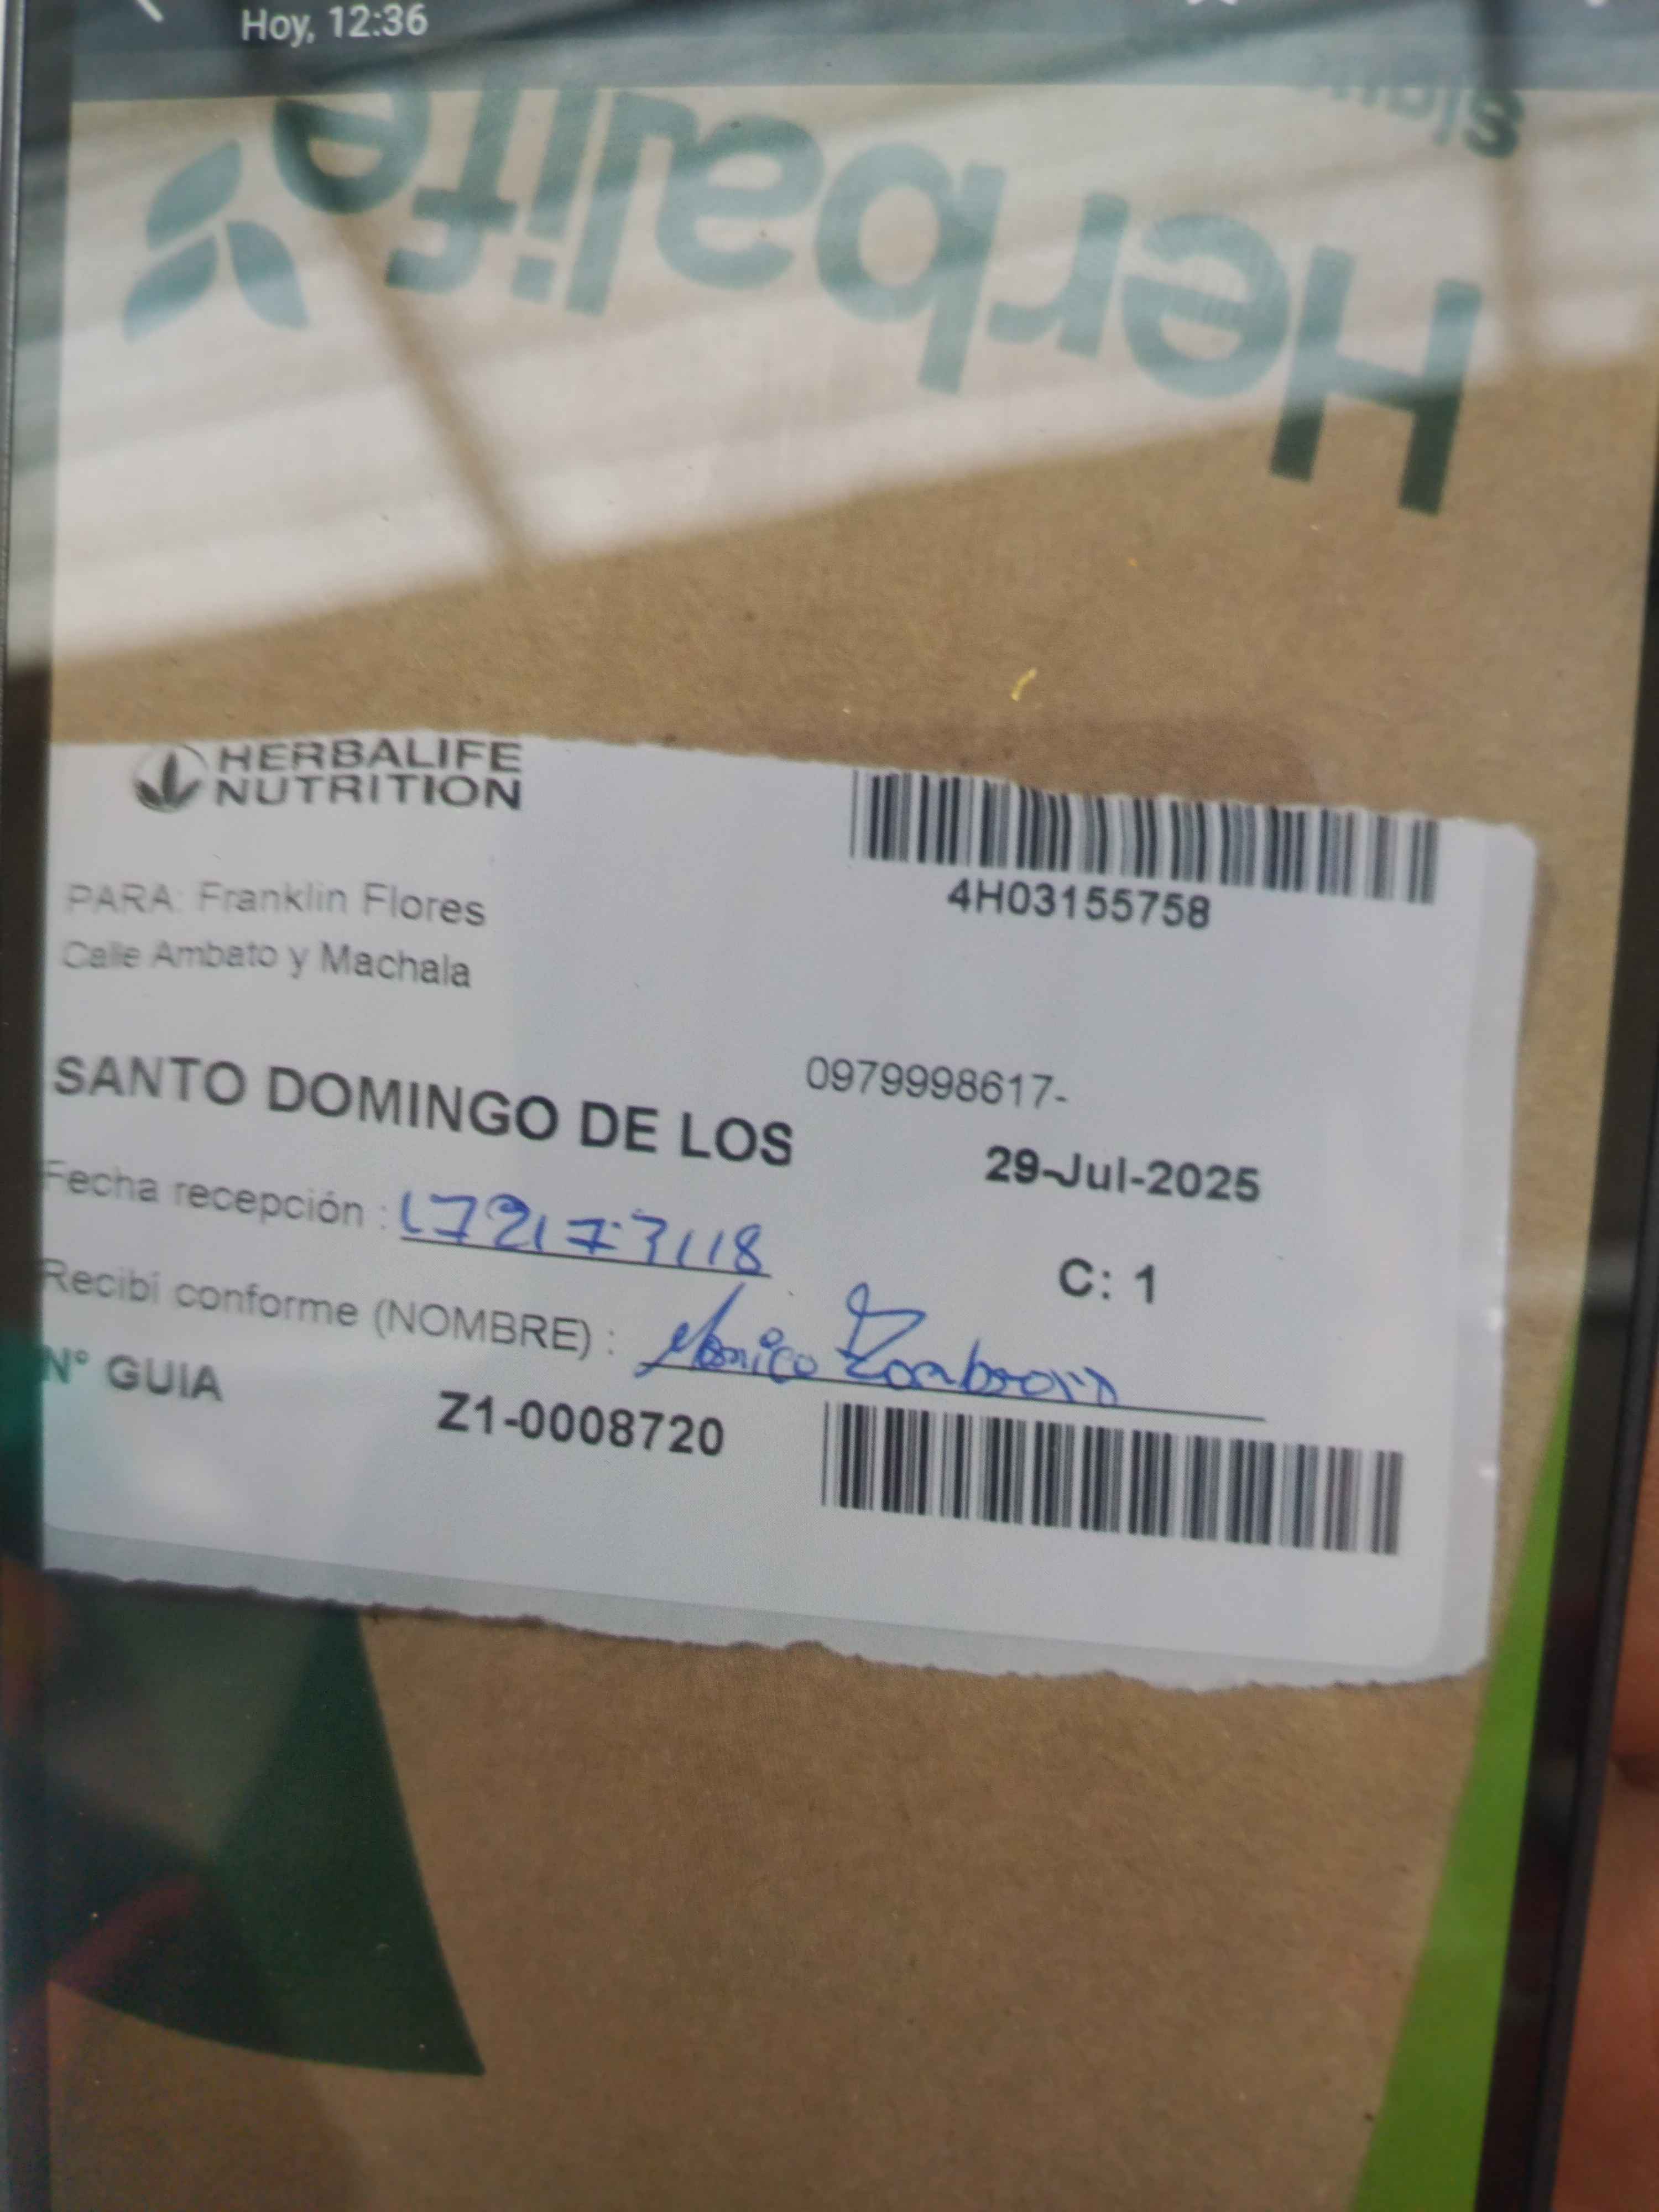 Hoy, 12:36
Herbalife
HERBALIFE
NUTRITION
4H03155758
PARA: Franklin Flores
Calle Ambato y Machala
0979998617-
SANTO DOMINGO DE LOS
29-Jul-2025
Fecha recepción :
C: 1
Recibi conforme (NOMBRE) : Monica
N° GUIA
Z1-0008720